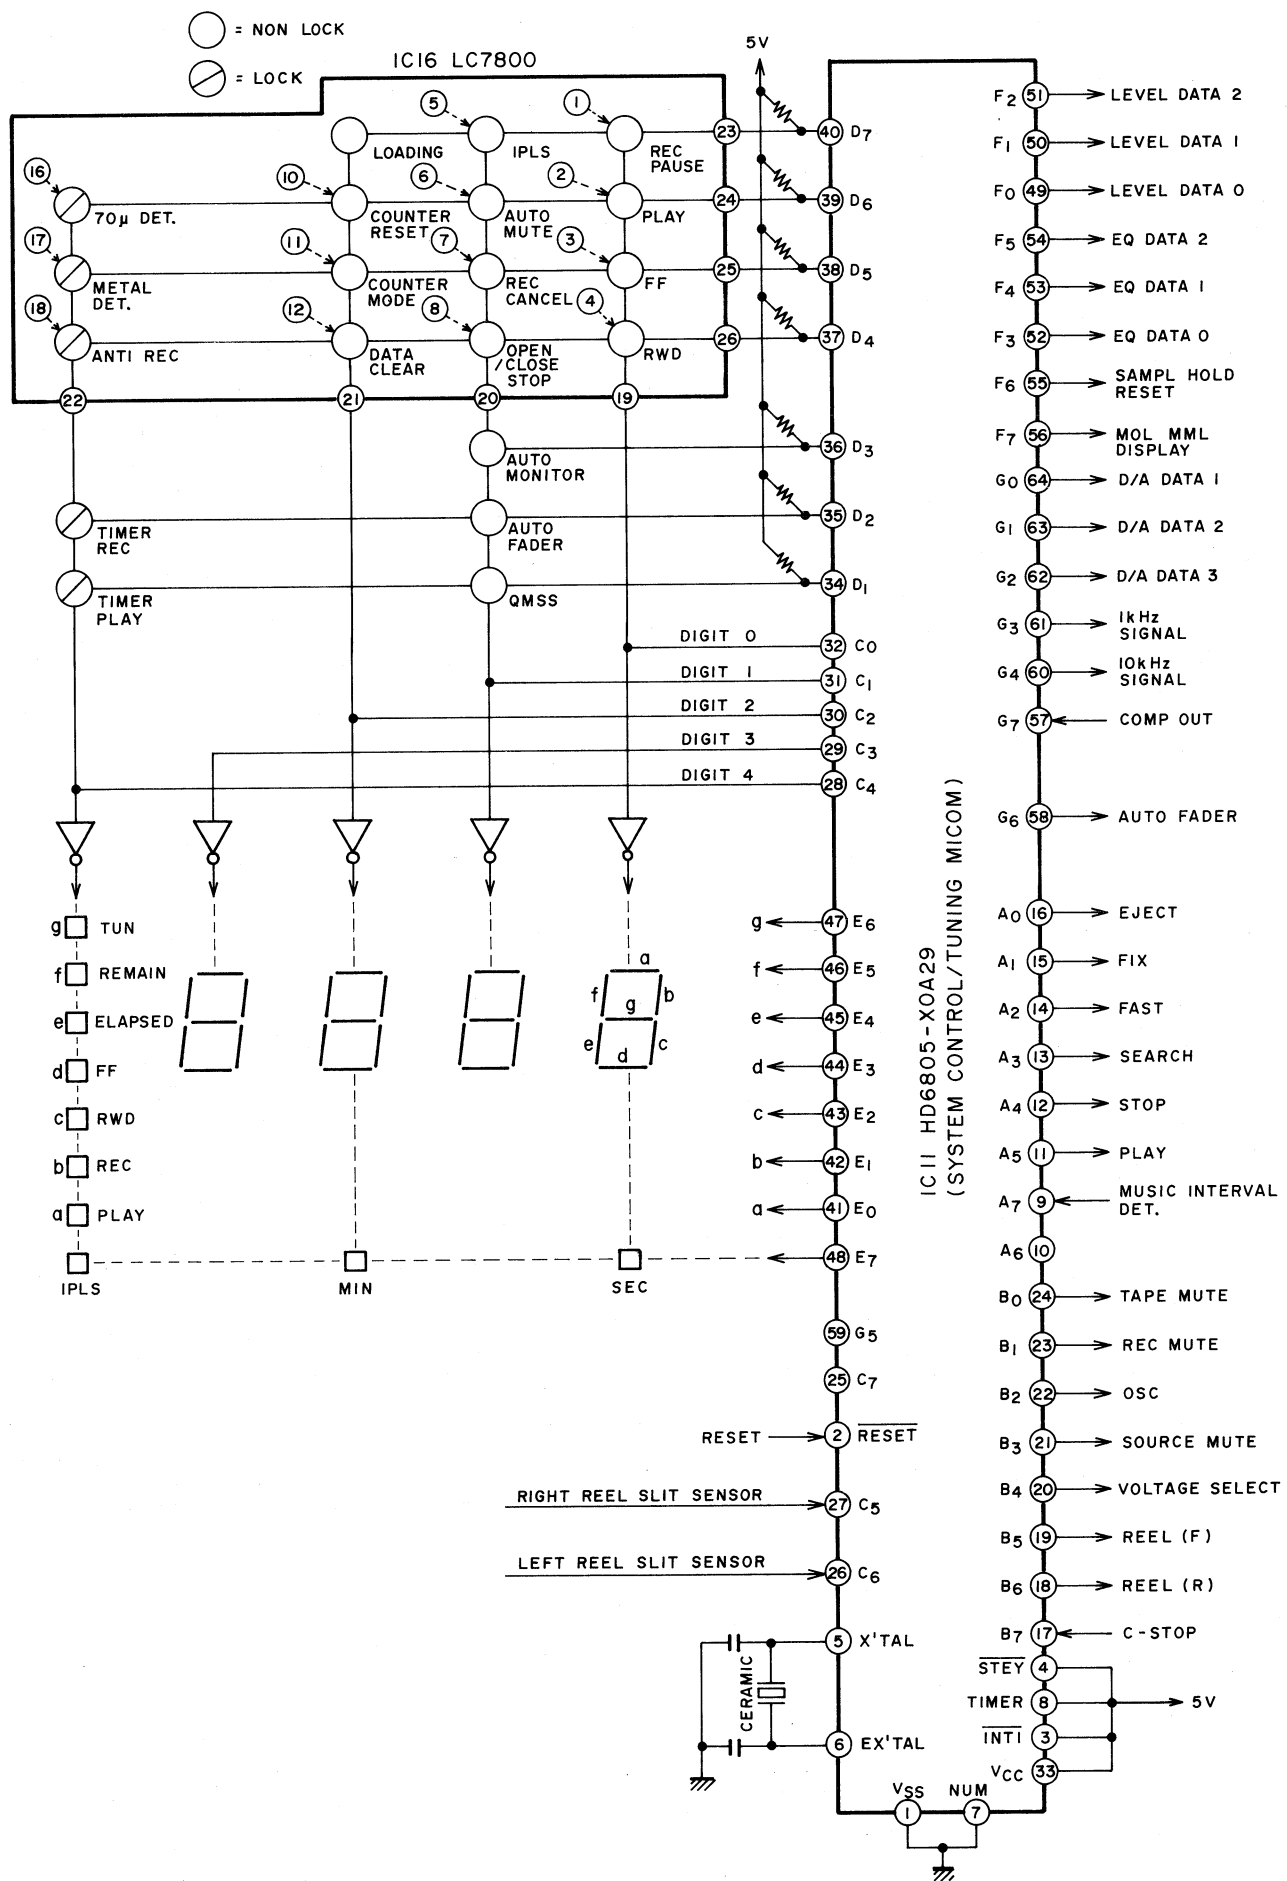 = NON LOCK
= LOCK
IC16 LC7800
5V
5
1
23
40 D7
LOADING
IPLS
REC
PAUSE
16
10
6
2
24
39 D6
70μ DET.
COUNTER
RESET
AUTO
MUTE
PLAY
17
11
7
3
25
38 D5
METAL
DET.
COUNTER
MODE
REC
CANCEL
FF
18
12
8
4
26
37 D4
ANTI REC
DATA
CLEAR
OPEN
/CLOSE
STOP
RWD
22
21
20
19
36 D3
AUTO
MONITOR
35 D2
TIMER
REC
AUTO
FADER
34 D1
TIMER
PLAY
QMSS
DIGIT 0
32 C0
DIGIT 1
31 C1
DIGIT 2
30 C2
DIGIT 3
29 C3
DIGIT 4
28 C4
g TUN
f REMAIN
e ELAPSED
d FF
c RWD
b REC
a PLAY
IPLS
MIN
SEC
a
f
b
g
e
c
d
g 47 E6
f 46 E5
e 45 E4
d 44 E3
c 43 E2
b 42 E1
a 41 E0
48 E7
59 G5
25 C7
RESET 2 RESET
RIGHT REEL SLIT SENSOR 27 C5
LEFT REEL SLIT SENSOR 26 C6
5 X'TAL
CERAMIC
6 EX'TAL
IC11 HD6805-X0A29
(SYSTEM CONTROL/TUNING MICOM)
F2 51 LEVEL DATA 2
F1 50 LEVEL DATA 1
F0 49 LEVEL DATA 0
F5 54 EQ DATA 2
F4 53 EQ DATA 1
F3 52 EQ DATA 0
F6 55 SAMPL HOLD
RESET
F7 56 MOL MML
DISPLAY
G0 64 D/A DATA 1
G1 63 D/A DATA 2
G2 62 D/A DATA 3
G3 61 1kHz
SIGNAL
G4 60 10kHz
SIGNAL
G7 57 COMP OUT
G6 58 AUTO FADER
A0 16 EJECT
A1 15 FIX
A2 14 FAST
A3 13 SEARCH
A4 12 STOP
A5 11 PLAY
A7 9 MUSIC INTERVAL
DET.
A6 10
B0 24 TAPE MUTE
B1 23 REC MUTE
B2 22 OSC
B3 21 SOURCE MUTE
B4 20 VOLTAGE SELECT
B5 19 REEL (F)
B6 18 REEL (R)
B7 17 C-STOP
STEY 4
TIMER 8 5V
INT1 3
VCC 33
VSS NUM
1 7